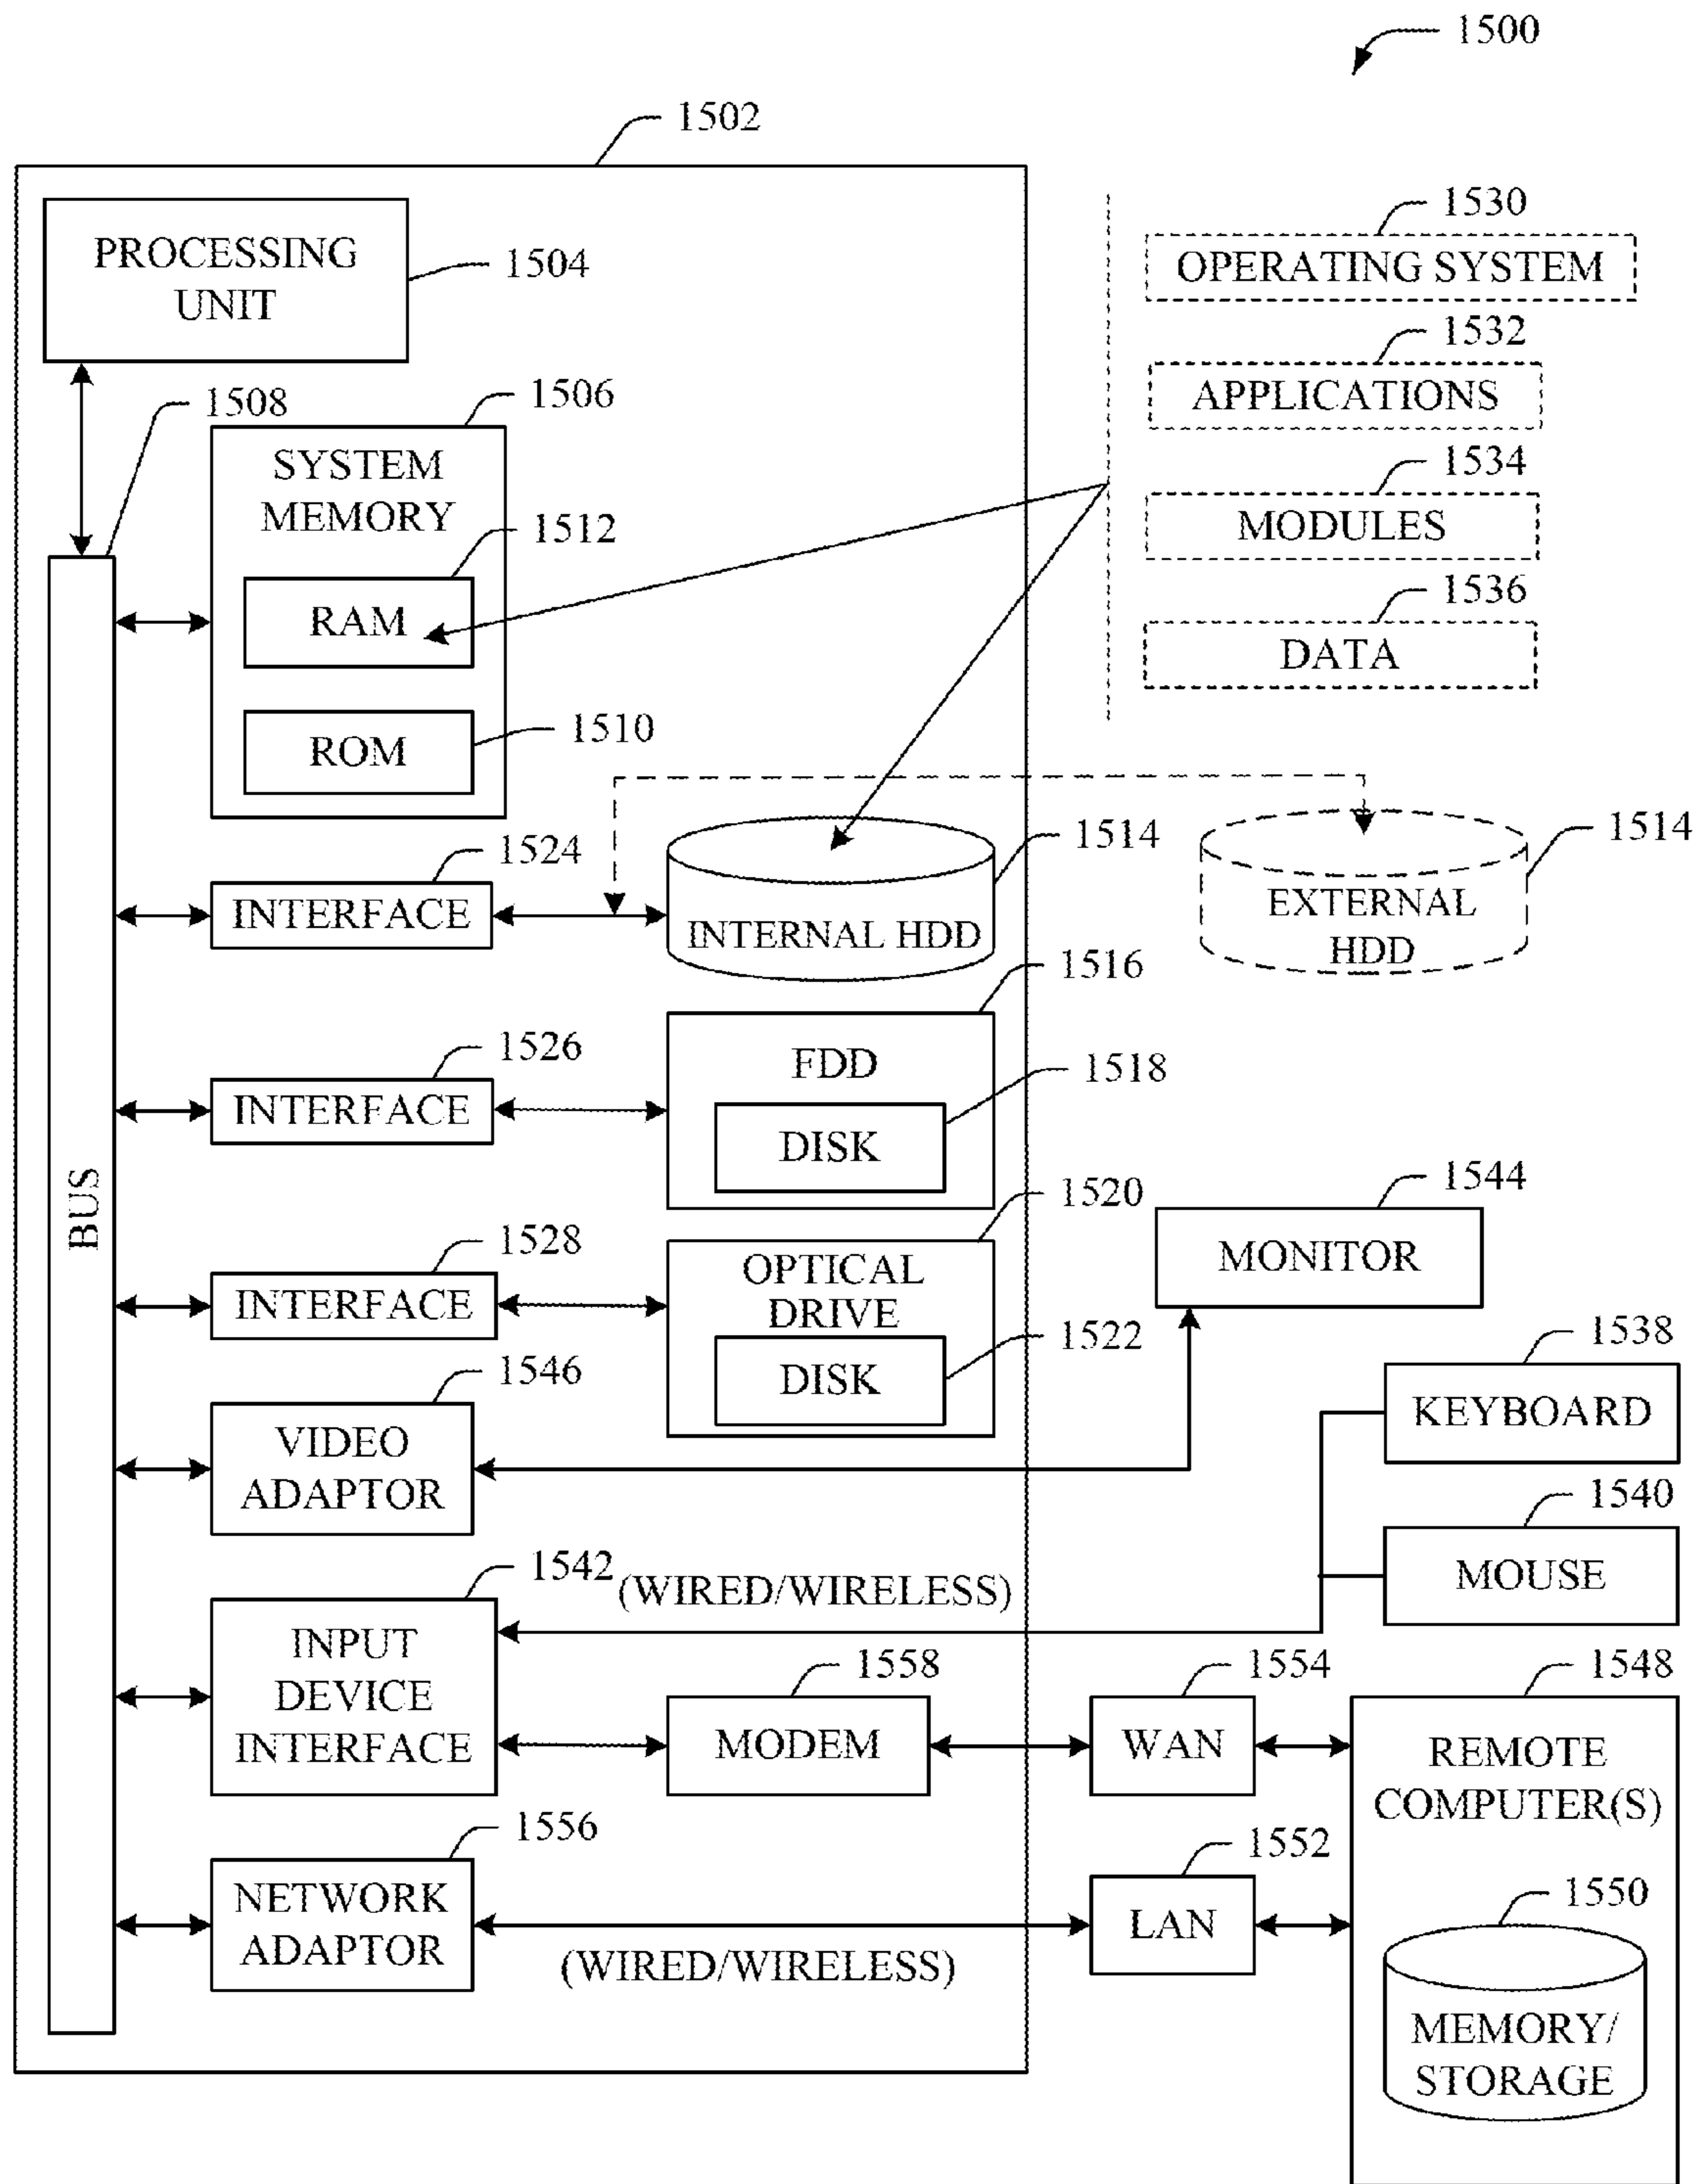 1500
1502
PROCESSING
UNIT
1504
1530
OPERATING SYSTEM
1532
APPLICATIONS
1534
MODULES
1536
DATA
1508
1506
SYSTEM
MEMORY
1512
RAM
1510
ROM
1524
INTERFACE
1514
INTERNAL HDD
1514
EXTERNAL
HDD
1526
INTERFACE
1516
FDD
1518
DISK
BUS
1528
INTERFACE
1520
OPTICAL
DRIVE
1522
DISK
1544
MONITOR
1546
VIDEO
ADAPTOR
1538
KEYBOARD
1540
MOUSE
1542
(WIRED/WIRELESS)
INPUT
DEVICE
INTERFACE
1558
MODEM
1554
WAN
1548
REMOTE
COMPUTER(S)
1556
NETWORK
ADAPTOR
(WIRED/WIRELESS)
1552
LAN
1550
MEMORY/
STORAGE